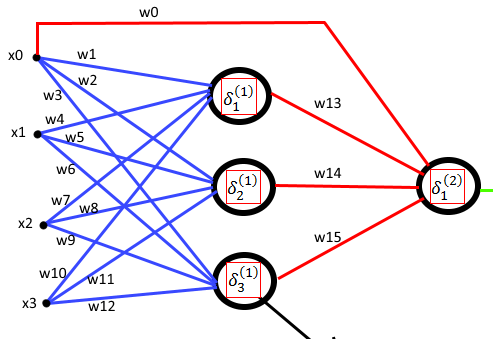 w0
x0
w1
w2
w3
x1
w4
w5
w6
x2
w7
w8
w9
x3
w10
w11
w12
δ₁⁽¹⁾
δ₂⁽¹⁾
δ₃⁽¹⁾
w13
w14
w15
δ₁⁽²⁾